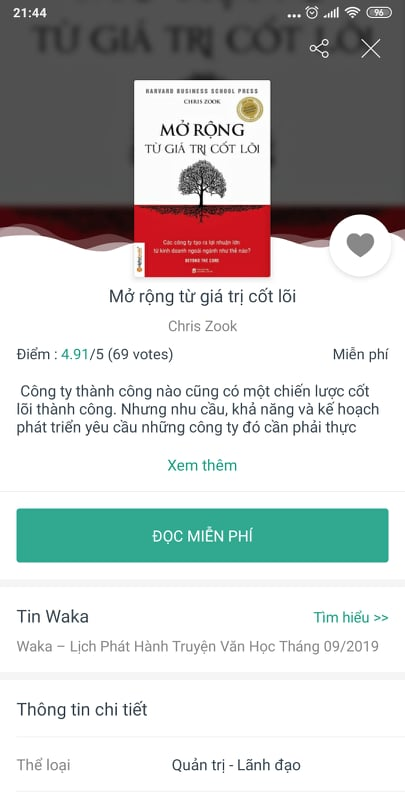 21:44
96
TỪ GIÁ TRỊ CỐT LÕI
HARVARD BUSINESS SCHOOL PRESS
CHRIS ZOOK
MỞ RỘNG
TỪ GIÁ TRỊ CỐT LÕI
Các công ty tạo ra lợi nhuận lớn
từ kinh doanh ngoài ngành như thế nào?
BEYOND THE CORE
Mở rộng từ giá trị cốt lõi
Chris Zook
Điểm : 4.91/5 (69 votes)
Miễn phí
Công ty thành công nào cũng có một chiến lược cốt
lõi thành công. Nhưng nhu cầu, khả năng và kế hoạch
phát triển yêu cầu những công ty đó cần phải thực
Xem thêm
ĐỌC MIỄN PHÍ
Tin Waka
Tìm hiểu >>
Waka – Lịch Phát Hành Truyện Văn Học Tháng 09/2019
Thông tin chi tiết
Thể loại
Quản trị - Lãnh đạo